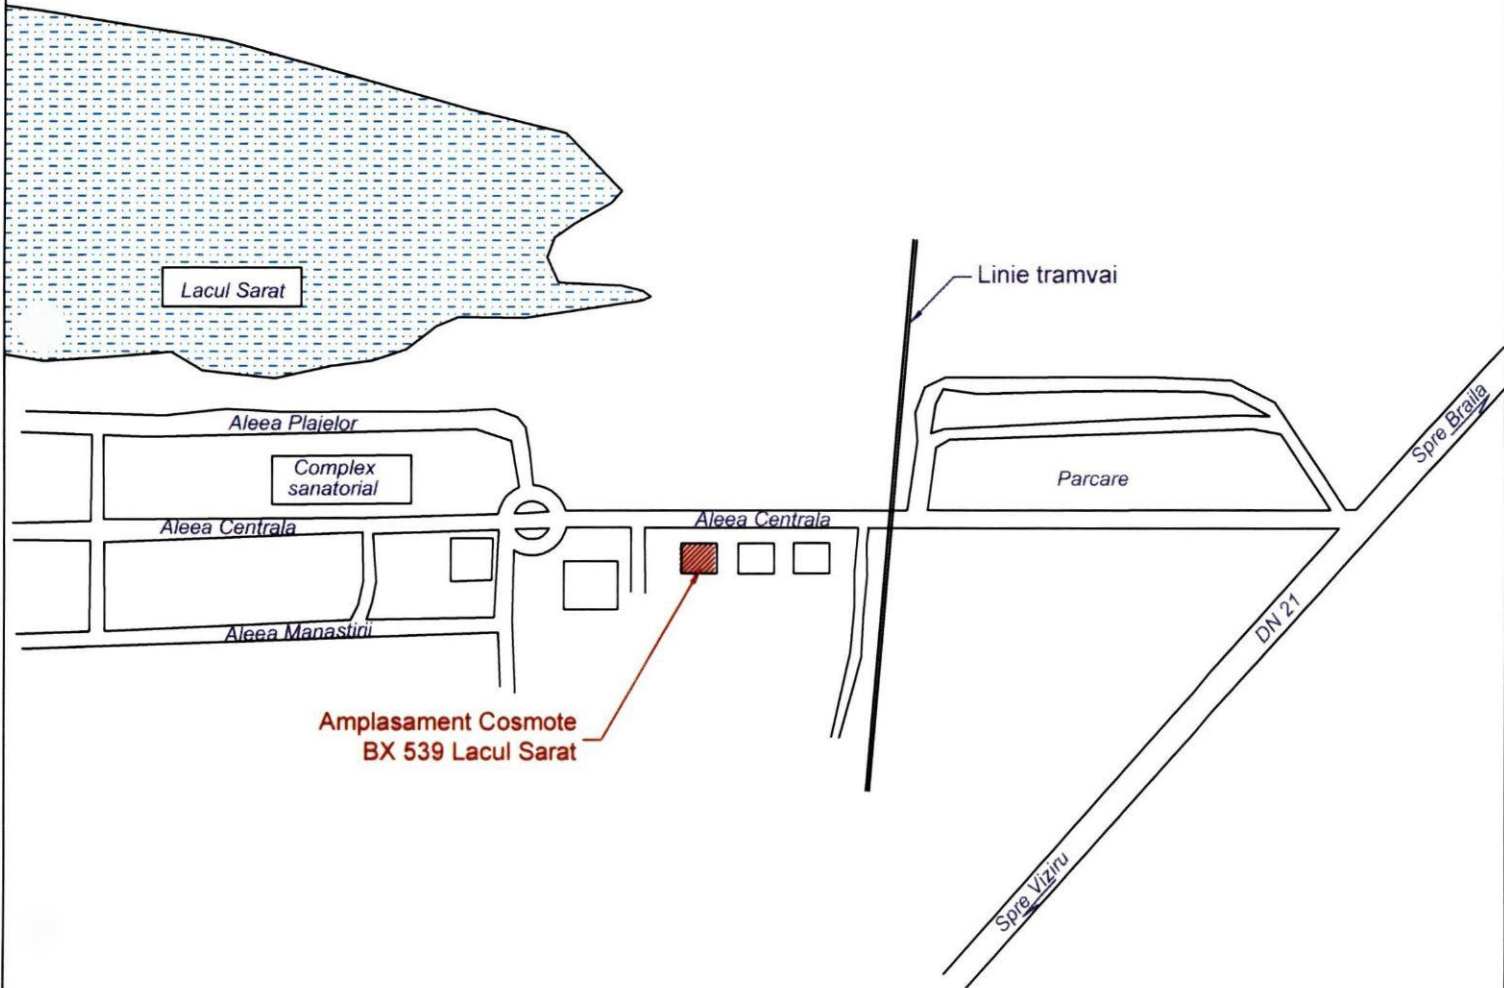 Linie tramvai
Lacul Sarat
Spre Braila
Aleea Plajelor
Complex
sanatorial
Parcare
Aleea Centrala
Aleea Centrala
DN 21
Aleea Manastirii
Amplasament Cosmote
BX 539 Lacul Sarat
Spre Viziru